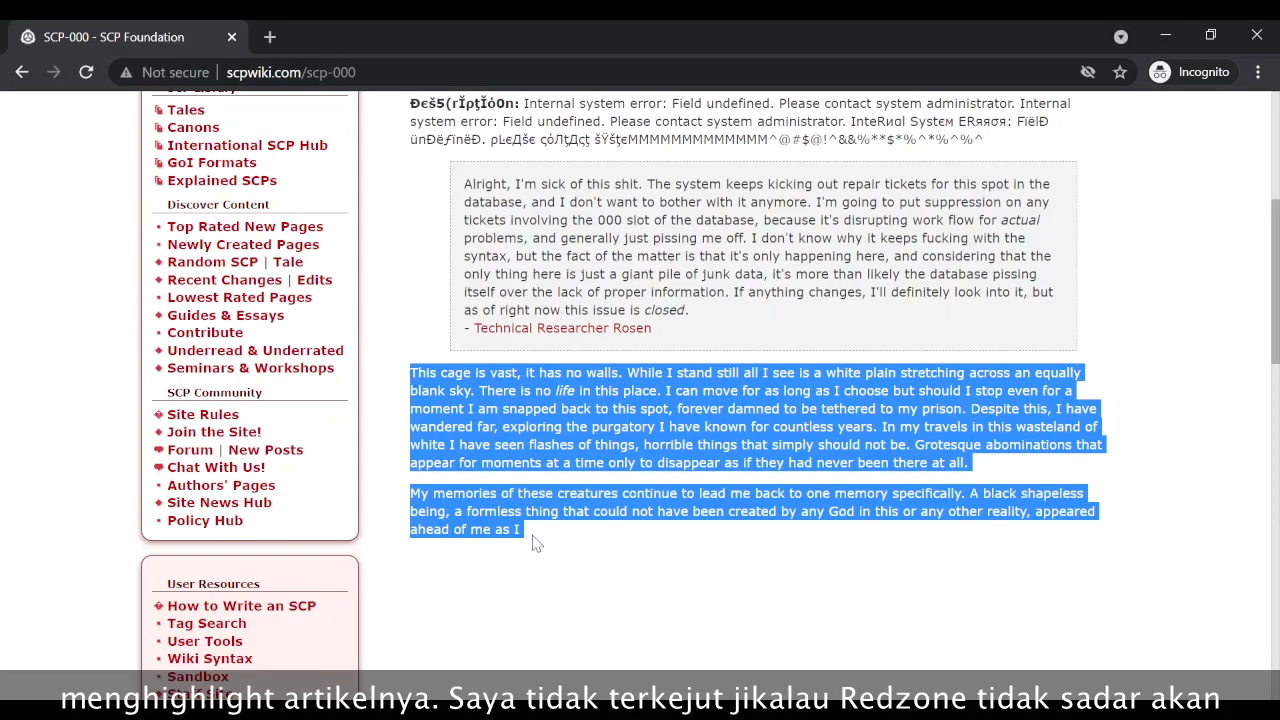 SCP-000 - SCP Foundation
Not secure
scpwiki.com/scp-000
Incognito
Tales
Canons
International SCP Hub
GoI Formats
Explained SCPs
Discover Content
Top Rated New Pages
Newly Created Pages
Random SCP | Tale
Recent Changes | Edits
Lowest Rated Pages
Guides & Essays
Contribute
Underread & Underrated
Seminars & Workshops
SCP Community
Site Rules
Join the Site!
Forum | New Posts
Chat With Us!
Authors' Pages
Site News Hub
Policy Hub
User Resources
How to Write an SCP
Tag Search
User Tools
Wiki Syntax
Sandbox
Internal system error: Field undefined. Please contact system administrator. Internal
system error: Field undefined. Please contact system administrator.
Alright, I'm sick of this shit. The system keeps kicking out repair tickets for this spot in the
database, and I don't want to bother with it anymore. I'm going to put suppression on any
tickets involving the 000 slot of the database, because it's disrupting work flow for actual
problems, and generally just pissing me off. I don't know why it keeps fucking with the
syntax, but the fact of the matter is that it's only happening here, and considering that the
only thing here is just a giant pile of junk data, it's more than likely the database pissing
itself over the lack of proper information. If anything changes, I'll definitely look into it, but
as of right now this issue is closed.
- Technical Researcher Rosen
This cage is vast, it has no walls. While I stand still all I see is a white plain stretching across an equally
blank sky. There is no life in this place. I can move for as long as I choose but should I stop even for a
moment I am snapped back to this spot, forever damned to be tethered to my prison. Despite this, I have
wandered far, exploring the purgatory I have known for countless years. In my travels in this wasteland of
white I have seen flashes of things, horrible things that simply should not be. Grotesque abominations that
appear for moments at a time only to disappear as if they had never been there at all.
My memories of these creatures continue to lead me back to one memory specifically. A black shapeless
being, a formless thing that could not have been created by any God in this or any other reality, appeared
ahead of me as I
menghighlight artikelnya. Saya tidak terkejut jikalau Redzone tidak sadar akan